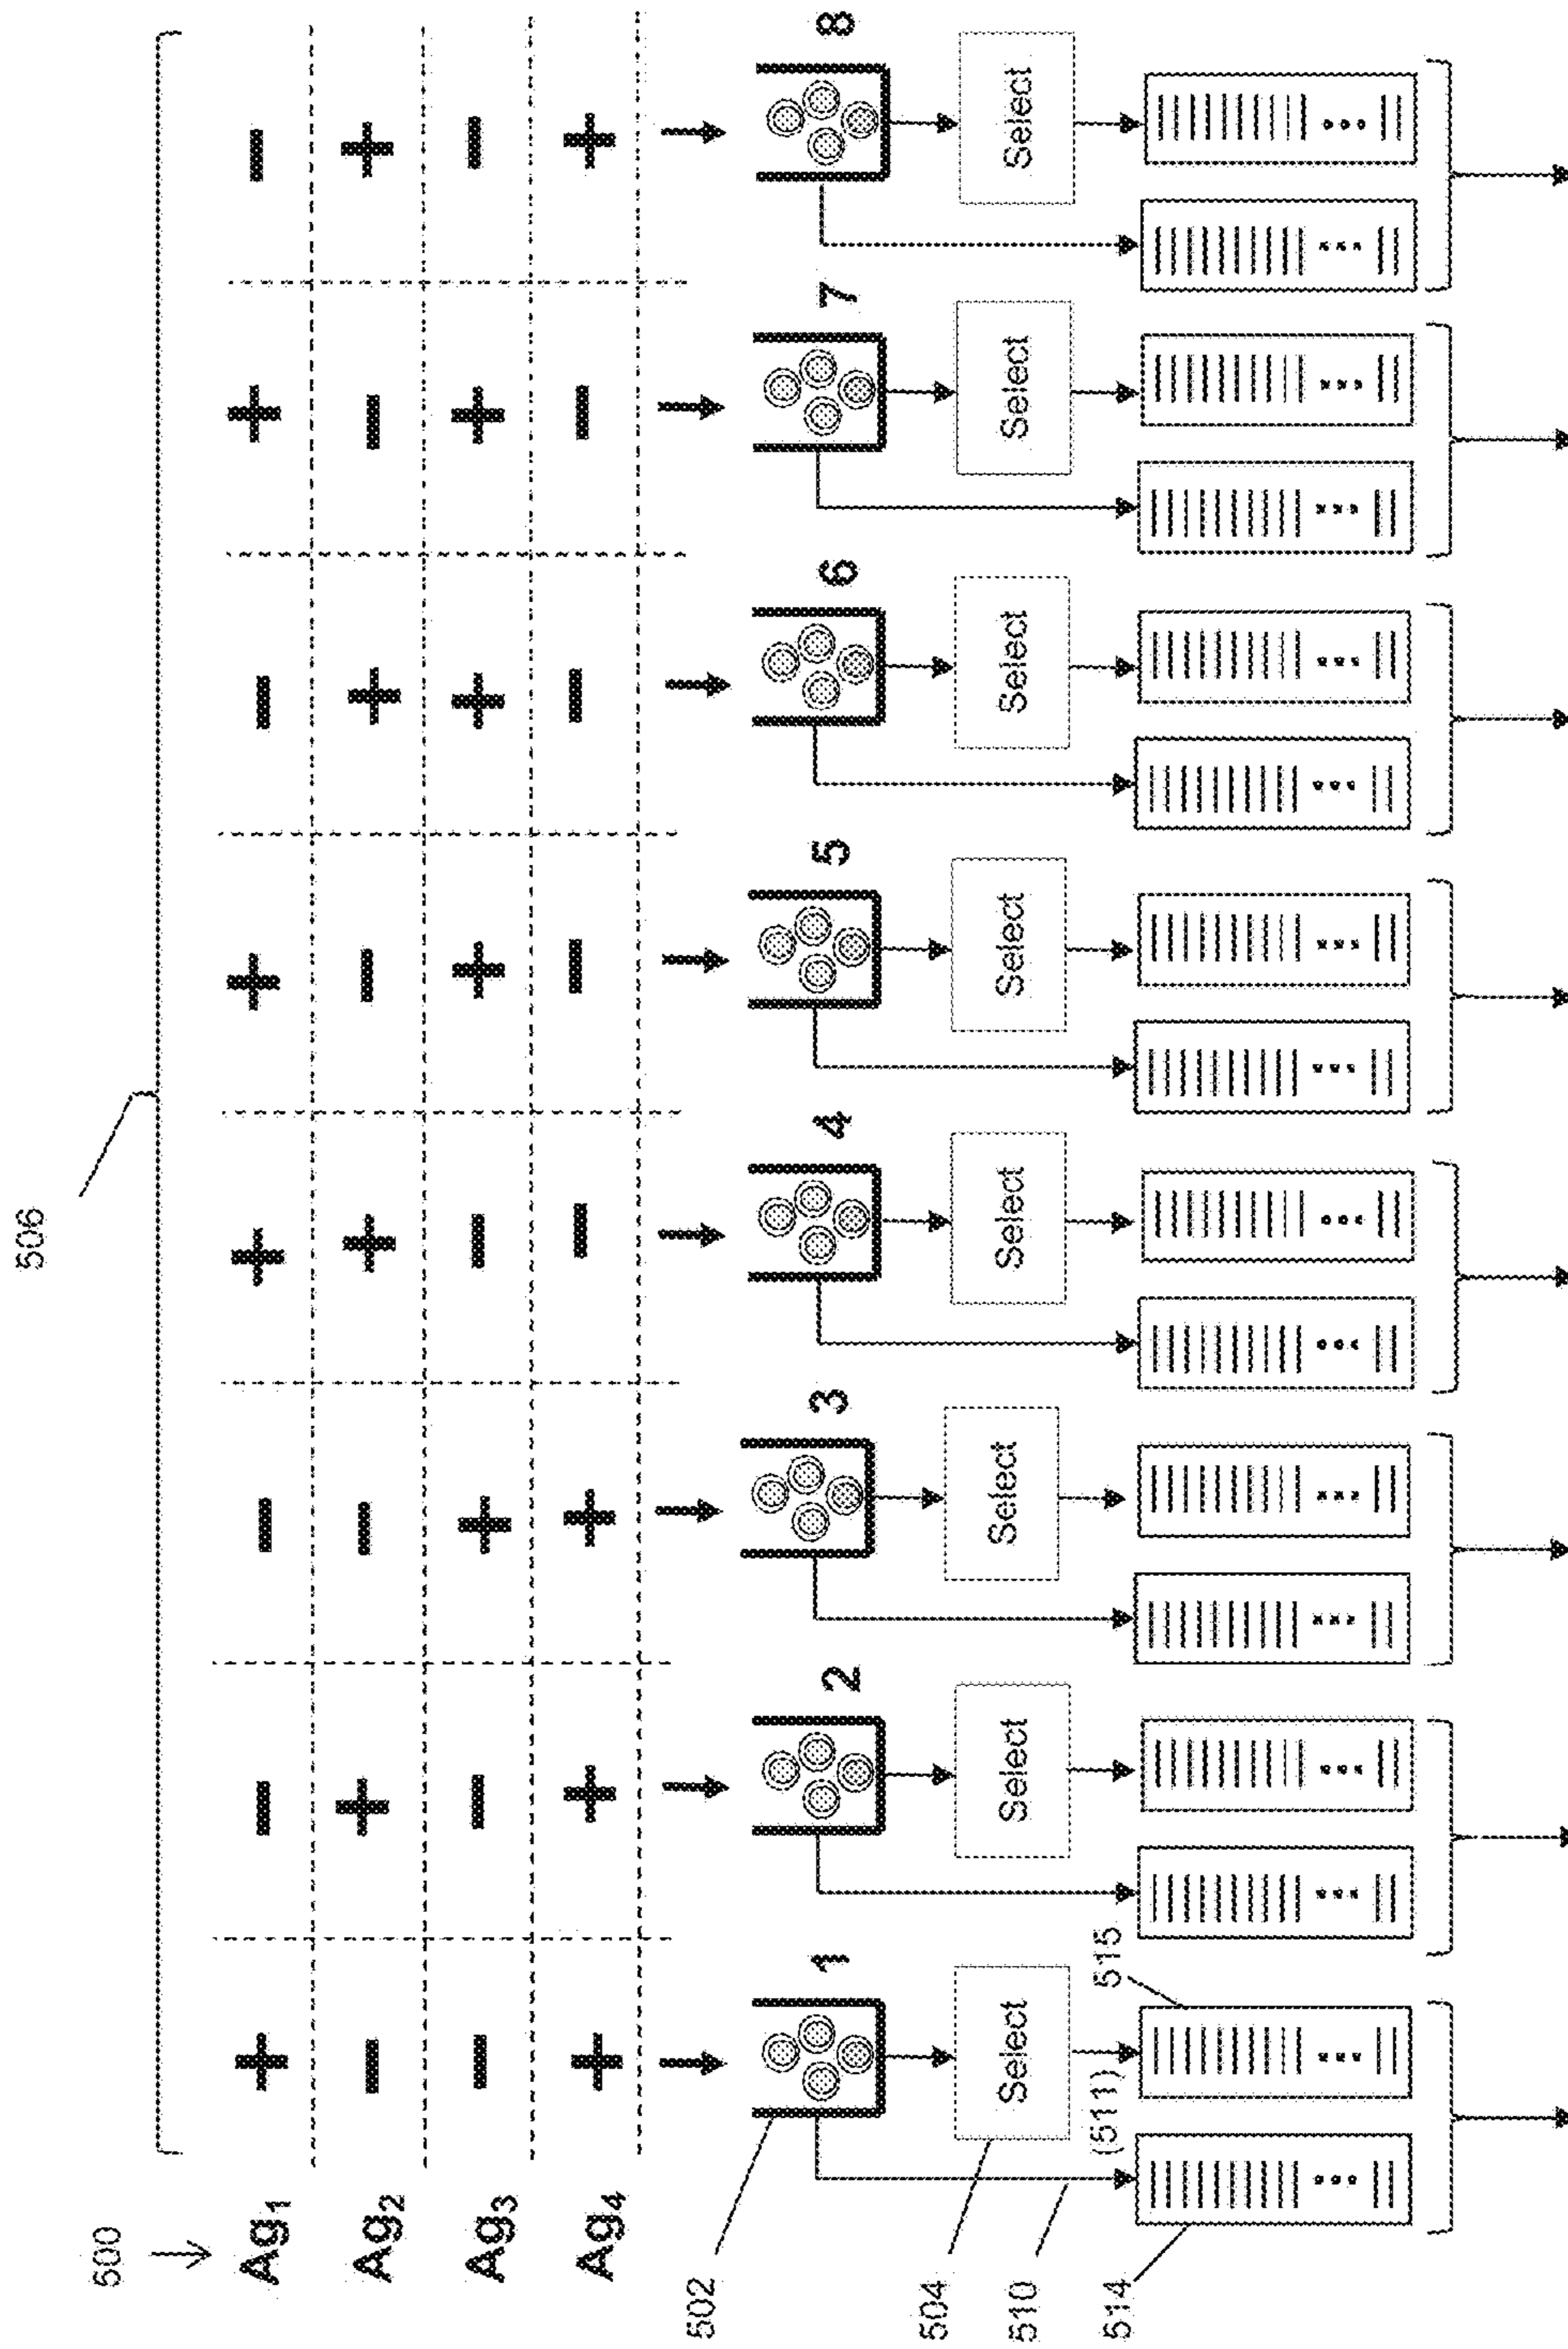 506
500
Ag₁ + − − + + − + −
Ag₂ − + − + − + − +
Ag₃ − − + − + + + −
Ag₄ + + + − − − − +
502
1 2 3 4 5 6 7 8
504
Select Select Select Select Select Select Select Select
510
(511)
515
514